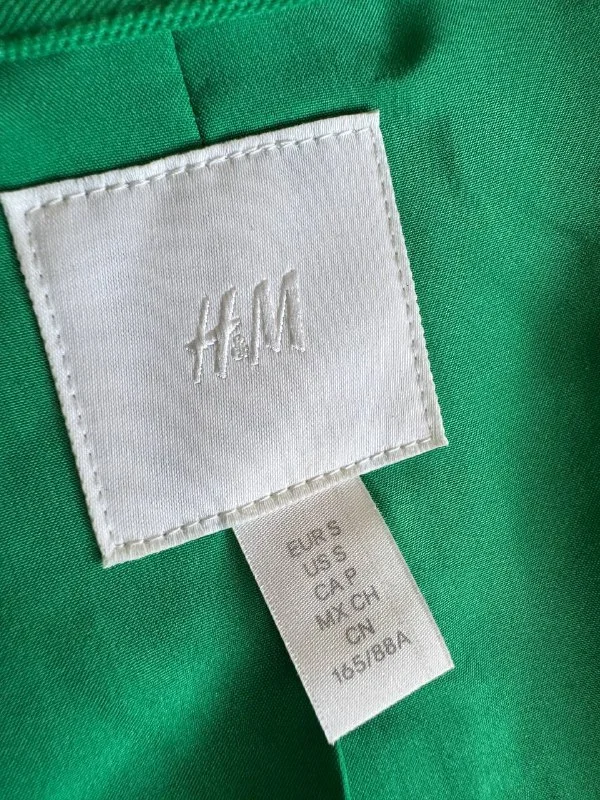 H&M
EUR S
US S
CA P
MX CH
CN
165/88A